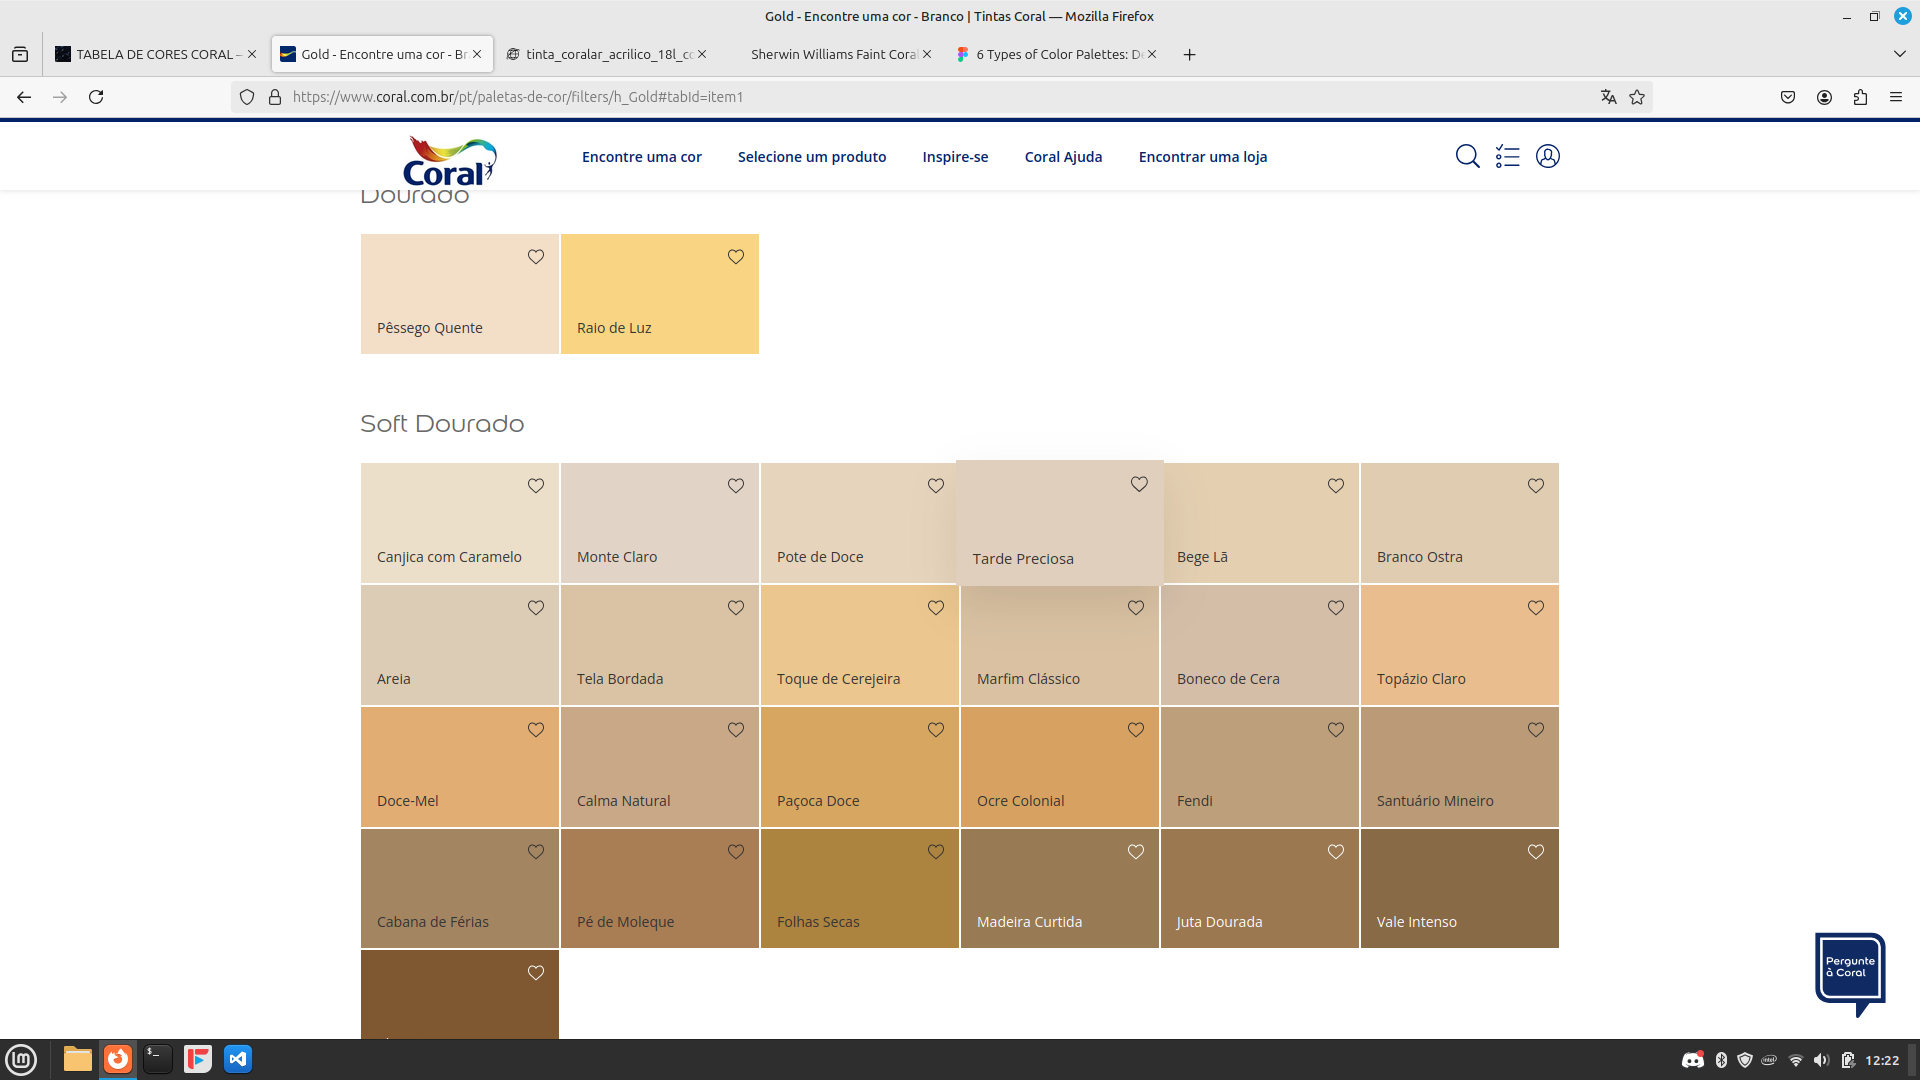 Gold - Encontre uma cor - Branco | Tintas Coral — Mozilla Firefox
TABELA DE CORES CORAL –
Gold - Encontre uma cor - Br
tinta_coralar_acrilico_18l_cc
Sherwin Williams Faint Coral
6 Types of Color Palettes: De
https://www.coral.com.br/pt/paletas-de-cor/filters/h_Gold#tabId=item1
Coral
Encontre uma cor
Selecione um produto
Inspire-se
Coral Ajuda
Encontrar uma loja
Dourado
Pêssego Quente
Raio de Luz
Soft Dourado
Canjica com Caramelo
Monte Claro
Pote de Doce
Tarde Preciosa
Bege Lã
Branco Ostra
Areia
Tela Bordada
Toque de Cerejeira
Marfim Clássico
Boneco de Cera
Topázio Claro
Doce-Mel
Calma Natural
Paçoca Doce
Ocre Colonial
Fendi
Santuário Mineiro
Cabana de Férias
Pé de Moleque
Folhas Secas
Madeira Curtida
Juta Dourada
Vale Intenso
Pergunte
à Coral
12:22